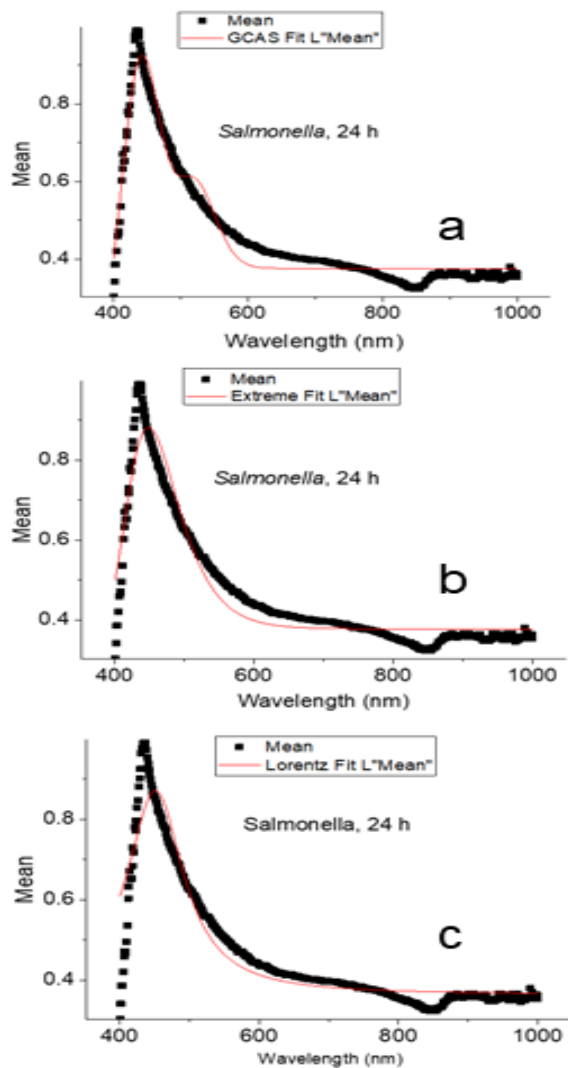 Mean
GCAS Fit L"Mean"
Salmonella, 24 h
0.8
0.6
0.4
Mean
a
400 600 800 1000
Wavelength (nm)
Mean
Extreme Fit L"Mean"
Salmonella, 24 h
0.8
0.6
0.4
Mean
b
400 600 800 1000
Wavelength (nm)
Mean
Lorentz Fit L"Mean"
Salmonella, 24 h
0.8
0.6
0.4
Mean
c
400 600 800 1000
Wavelength (nm)